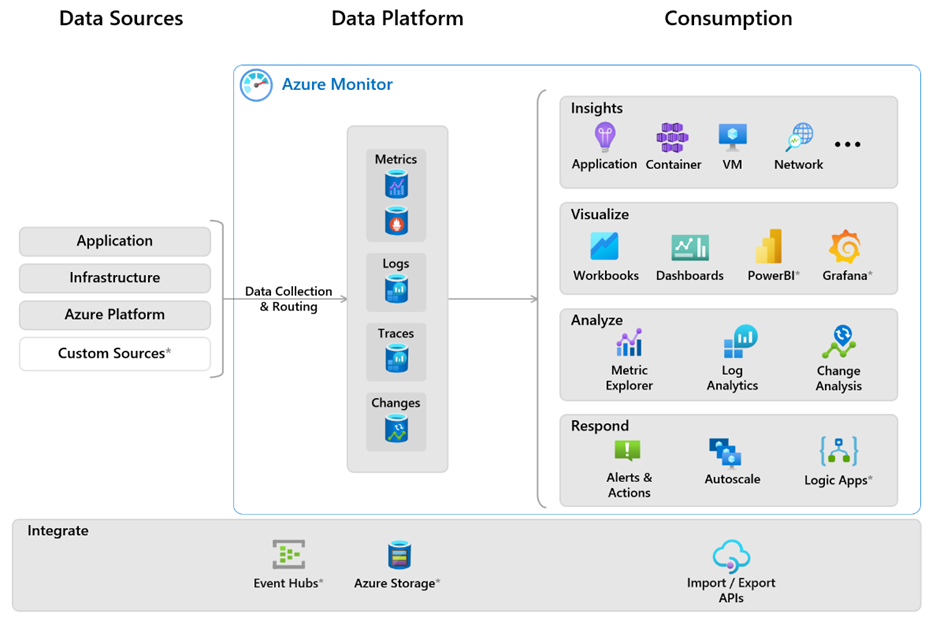 Data Sources
Data Platform
Consumption
Azure Monitor
Application
Infrastructure
Azure Platform
Custom Sources*
Data Collection
& Routing
Metrics
Logs
Traces
Changes
Insights
Application
Container
VM
Network
•••
Visualize
Workbooks
Dashboards
PowerBI*
Grafana*
Analyze
Metric
Explorer
Log
Analytics
Change
Analysis
Respond
Alerts &
Actions
Autoscale
Logic Apps*
Integrate
Event Hubs*
Azure Storage*
Import / Export
APIs